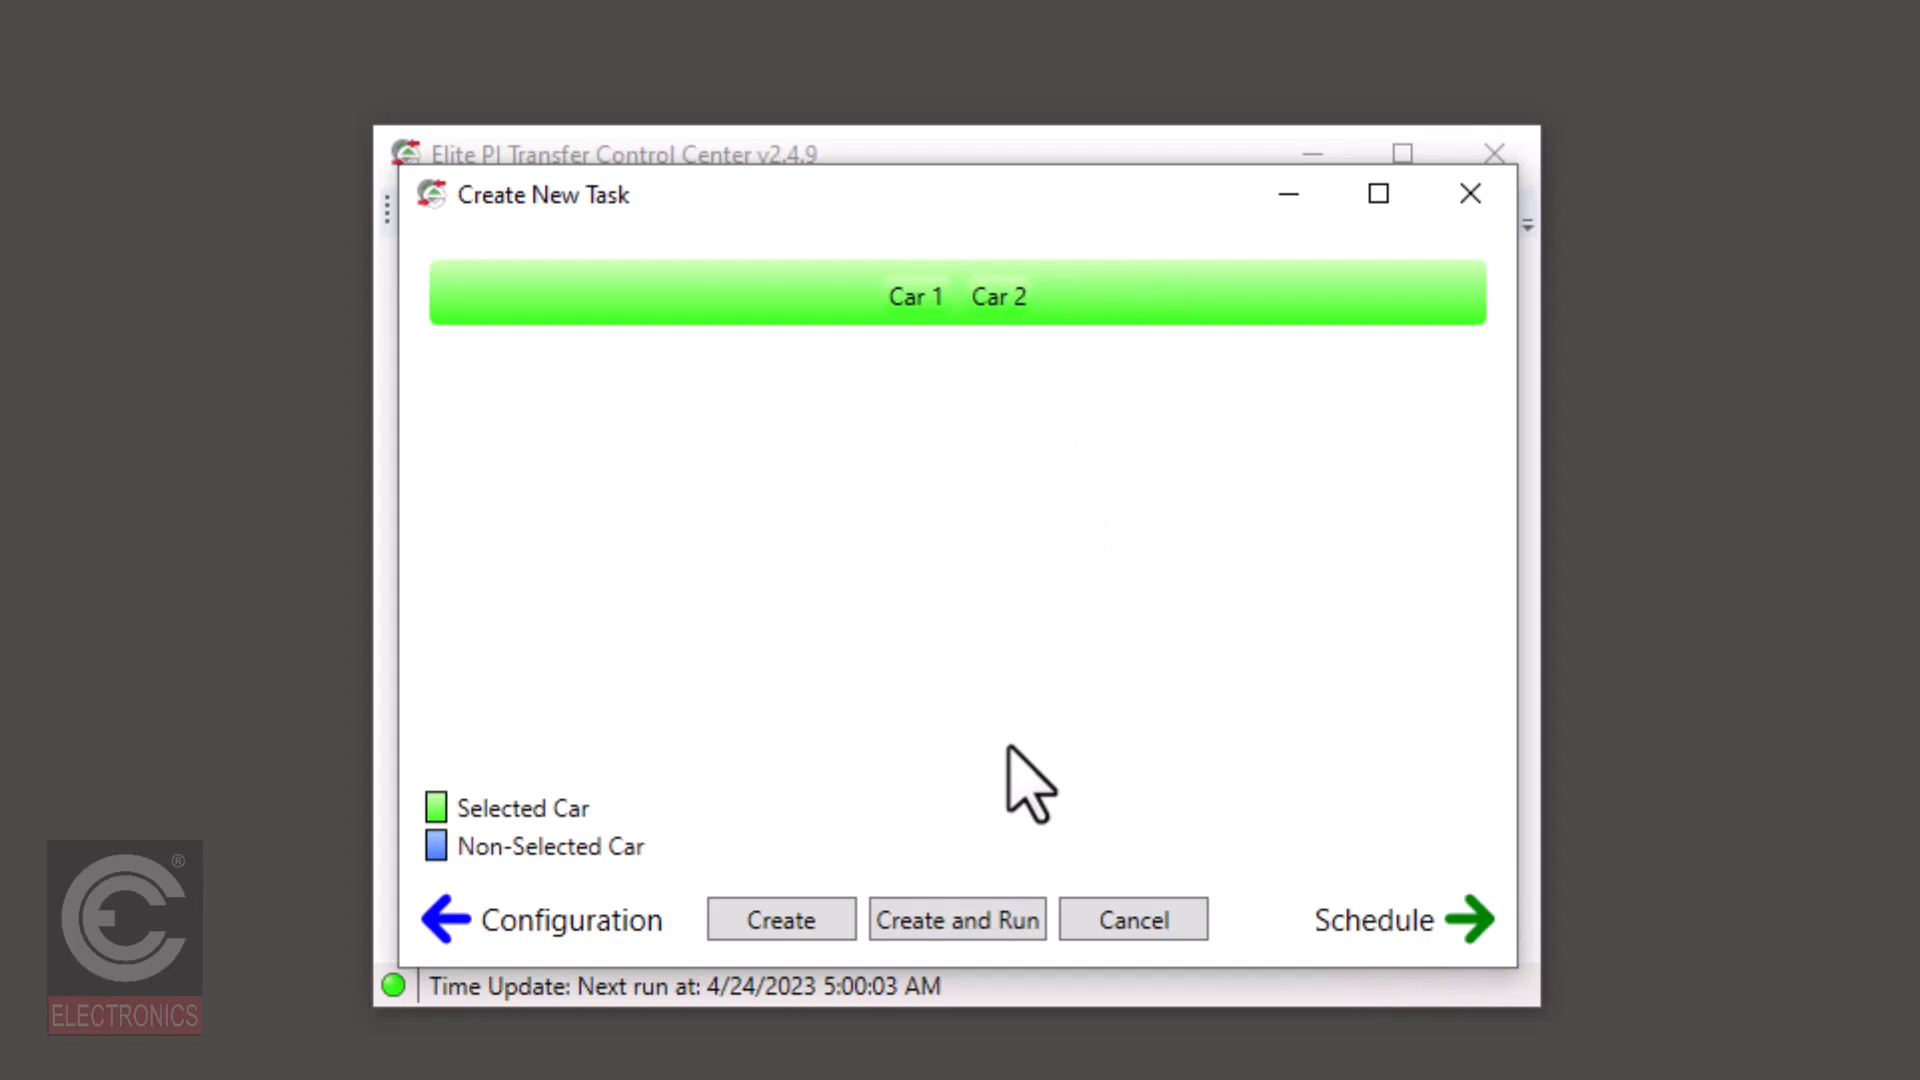 Elite PI Transfer Control Center v2.4.9
Create New Task
Car 1 Car 2
Selected Car
Non-Selected Car
Configuration Create Create and Run Cancel Schedule
Time Update: Next run at: 4/24/2023 5:00:03 AM
CE®
ELECTRONICS